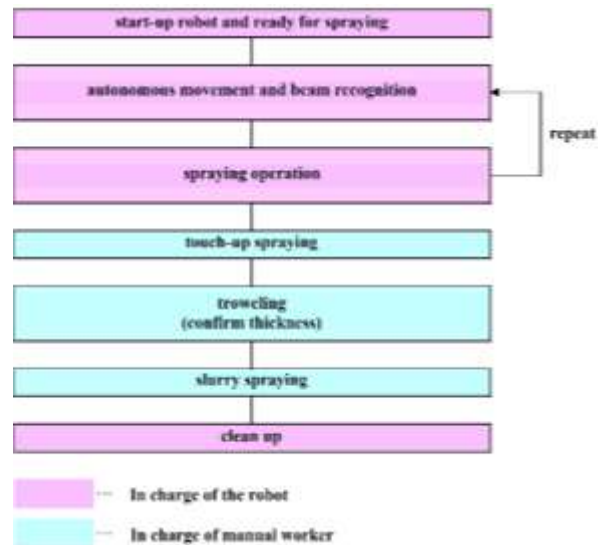 start-up robot and ready for spraying
autonomous movement and beam recognition
repeat
spraying operation
touch-up spraying
troweling
(confirm thickness)
slurry spraying
clean up
··· In charge of the robot
··· In charge of manual worker